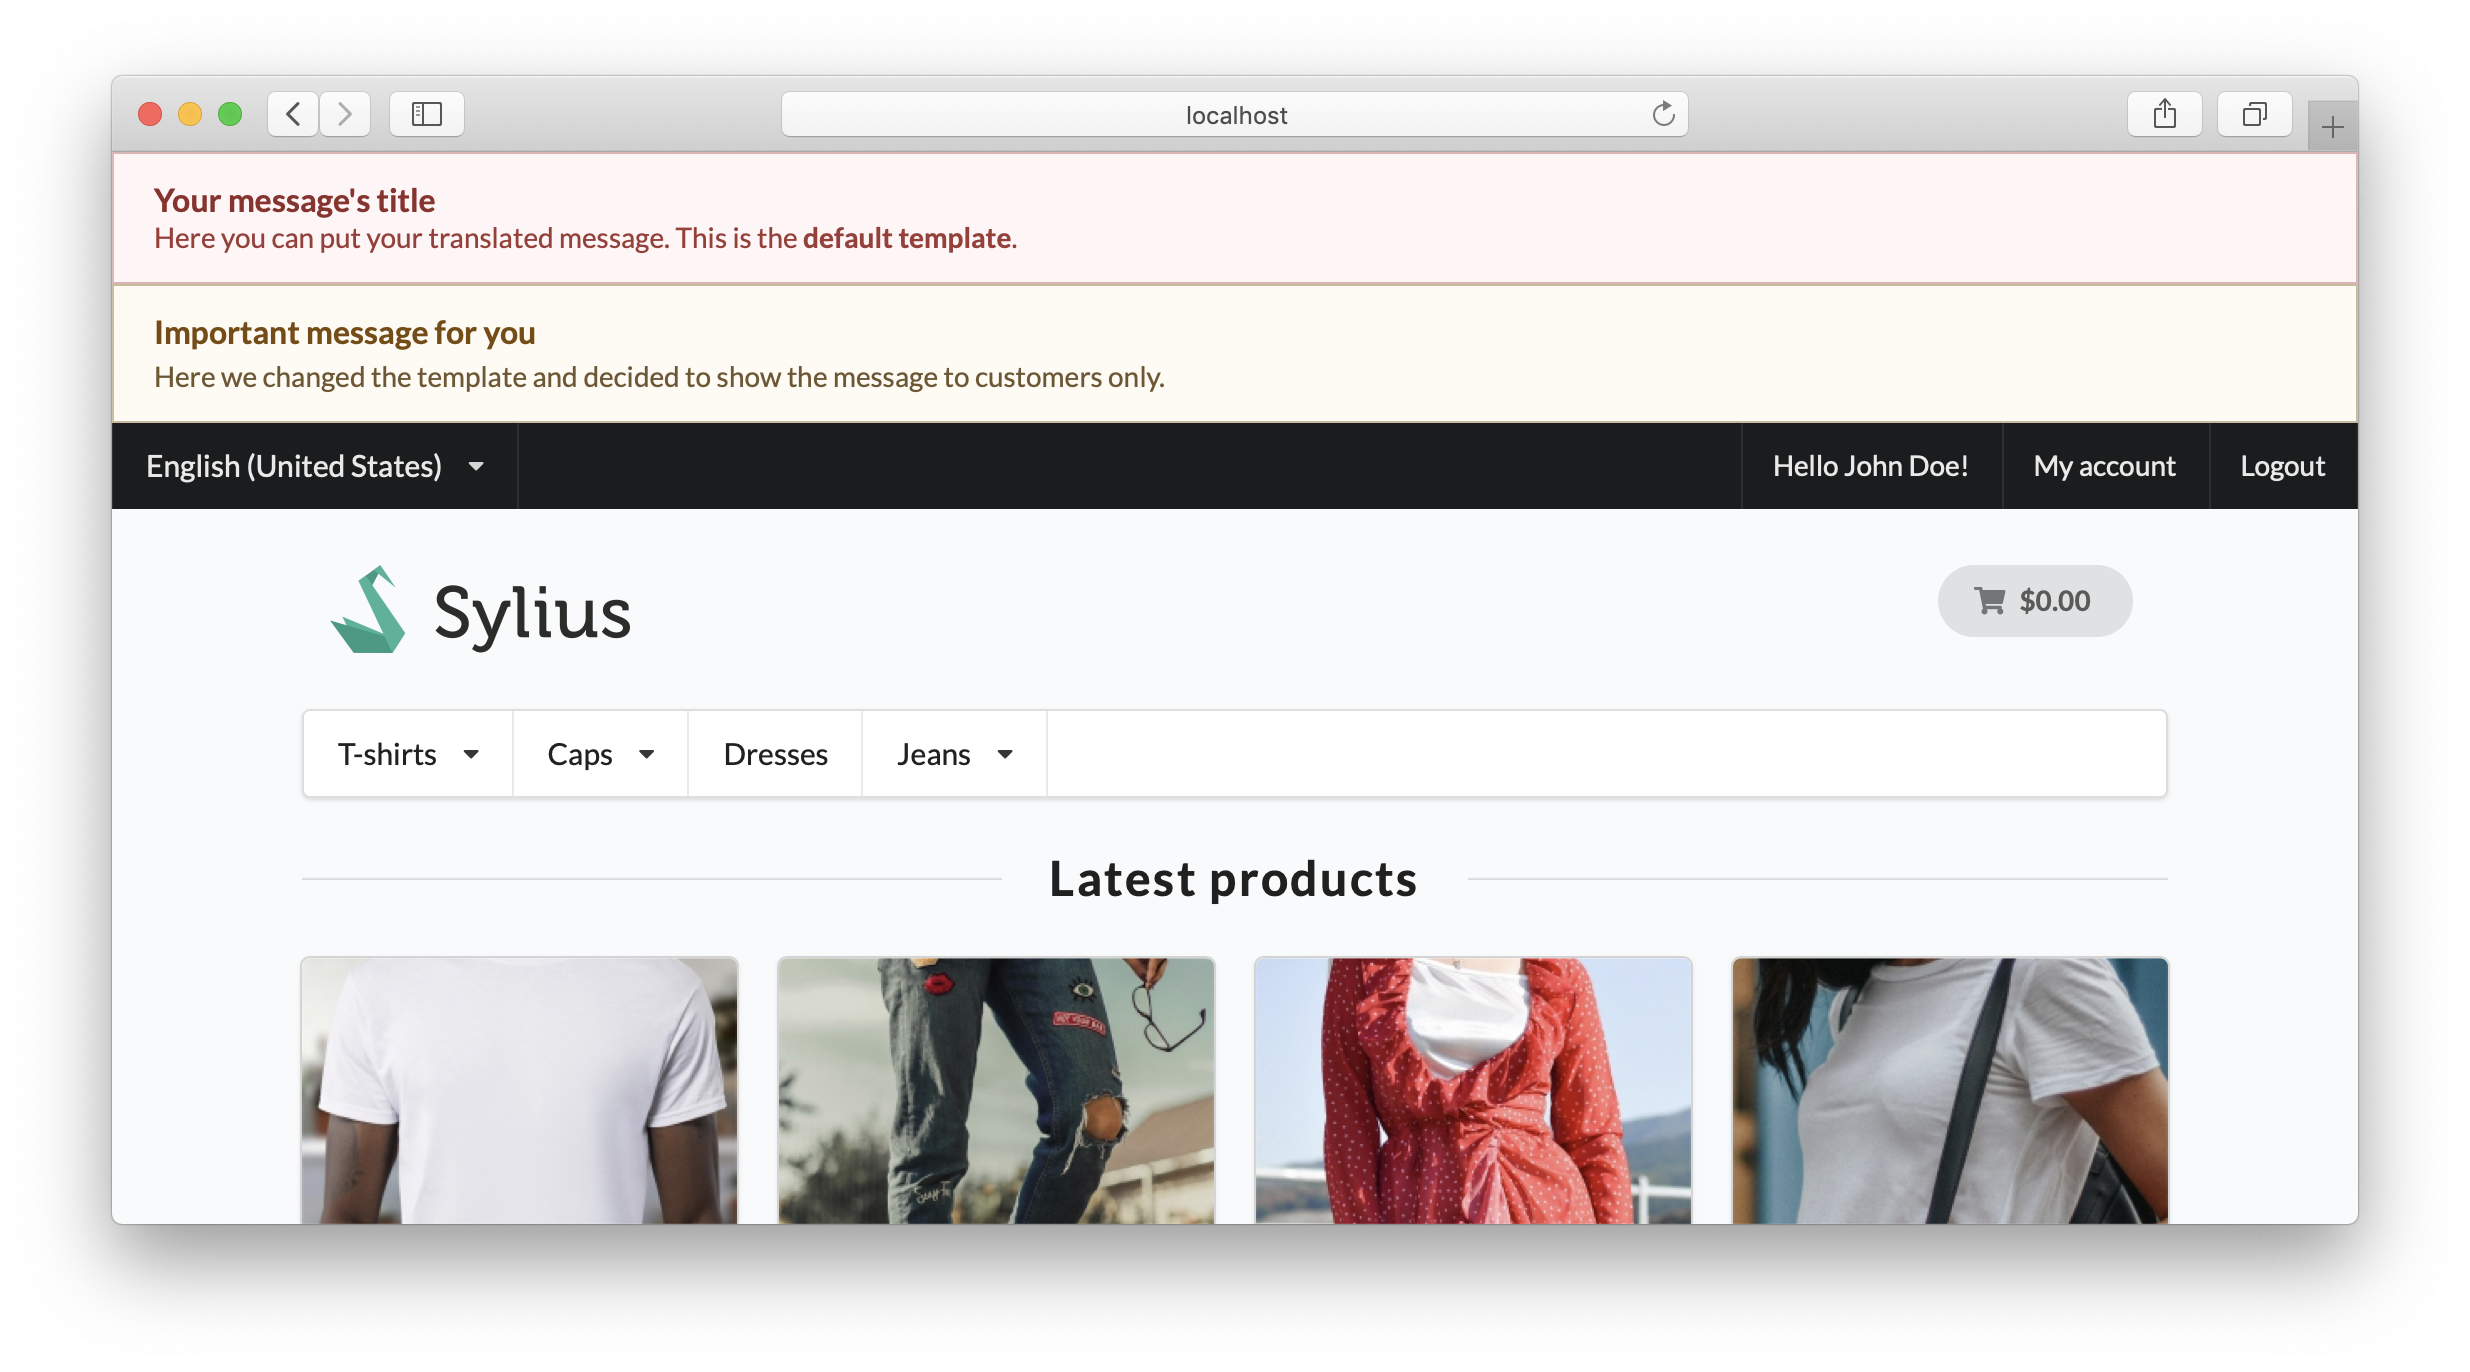 localhost
Your message's title
Here you can put your translated message. This is the default template.
Important message for you
Here we changed the template and decided to show the message to customers only.
English (United States)
Hello John Doe!
My account
Logout
Sylius
$0.00
T-shirts
Caps
Dresses
Jeans
Latest products